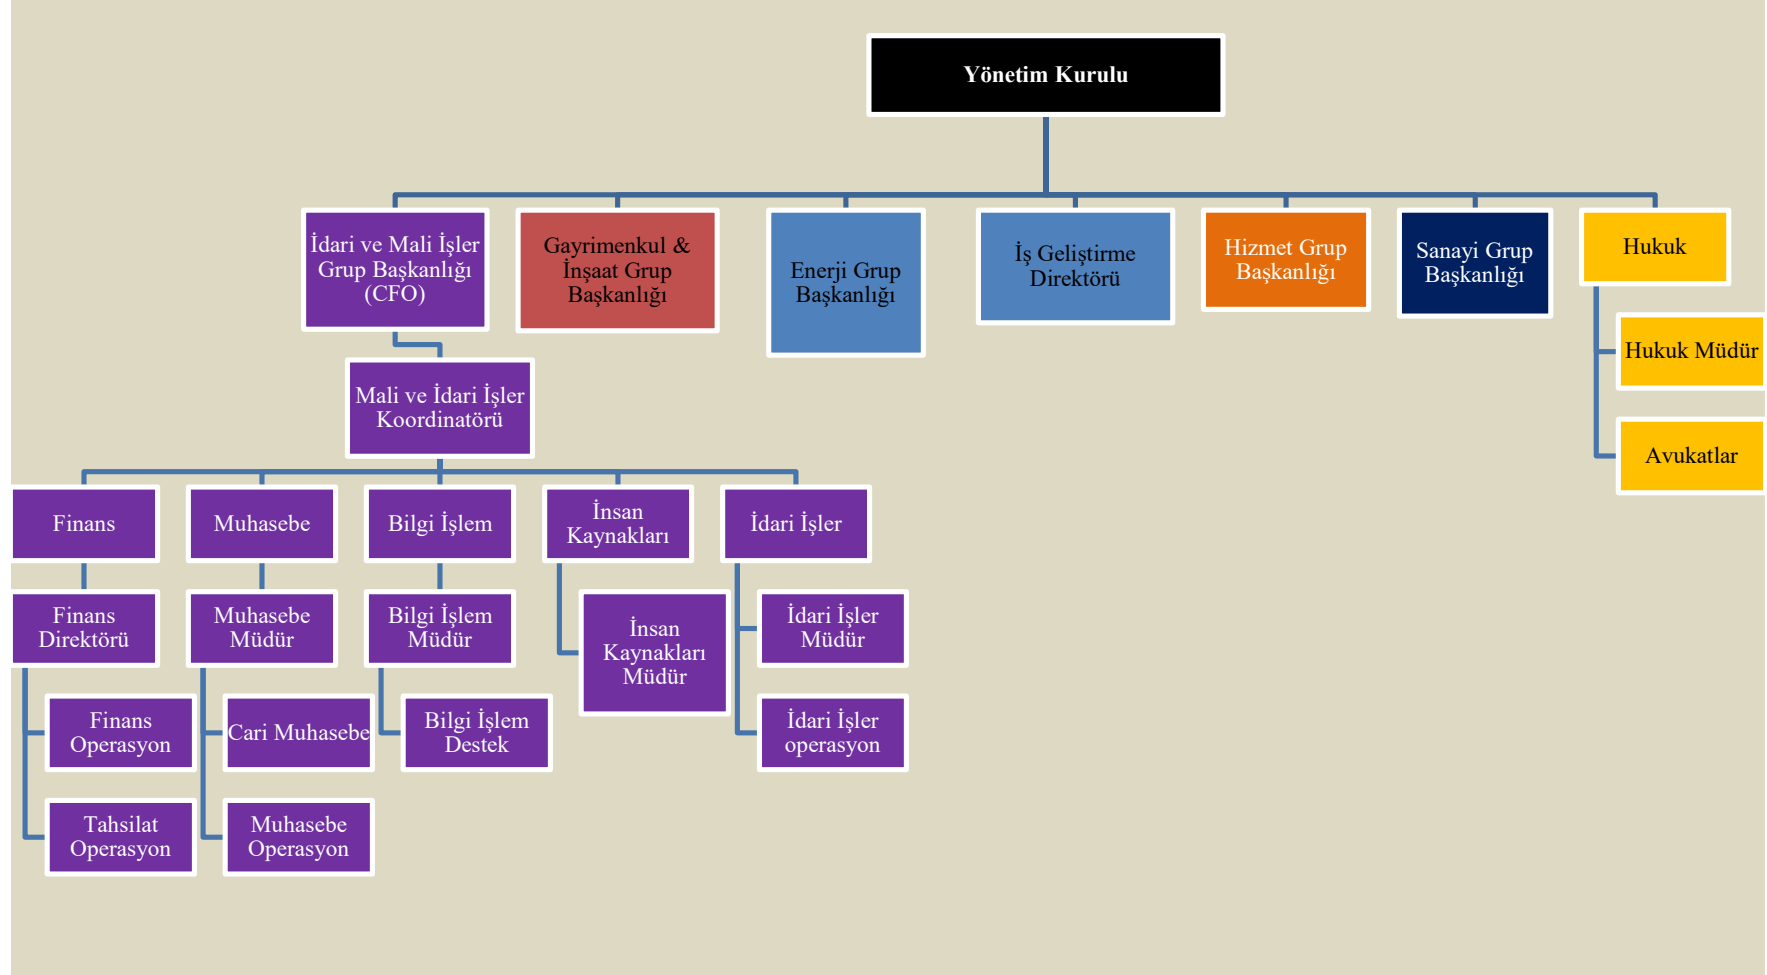 Yönetim Kurulu
İdari ve Mali İşler
Grup Başkanlığı
(CFO)
Gayrimenkul &
İnşaat Grup
Başkanlığı
Enerji Grup
Başkanlığı
İş Geliştirme
Direktörü
Hizmet Grup
Başkanlığı
Sanayi Grup
Başkanlığı
Hukuk
Hukuk Müdür
Avukatlar
Mali ve İdari İşler
Koordinatörü
Finans
Muhasebe
Bilgi İşlem
İnsan
Kaynakları
İdari İşler
Finans
Direktörü
Muhasebe
Müdür
Bilgi İşlem
Müdür
İnsan
Kaynakları
Müdür
İdari İşler
Müdür
Finans
Operasyon
Cari Muhasebe
Bilgi İşlem
Destek
İdari İşler
operasyon
Tahsilat
Operasyon
Muhasebe
Operasyon